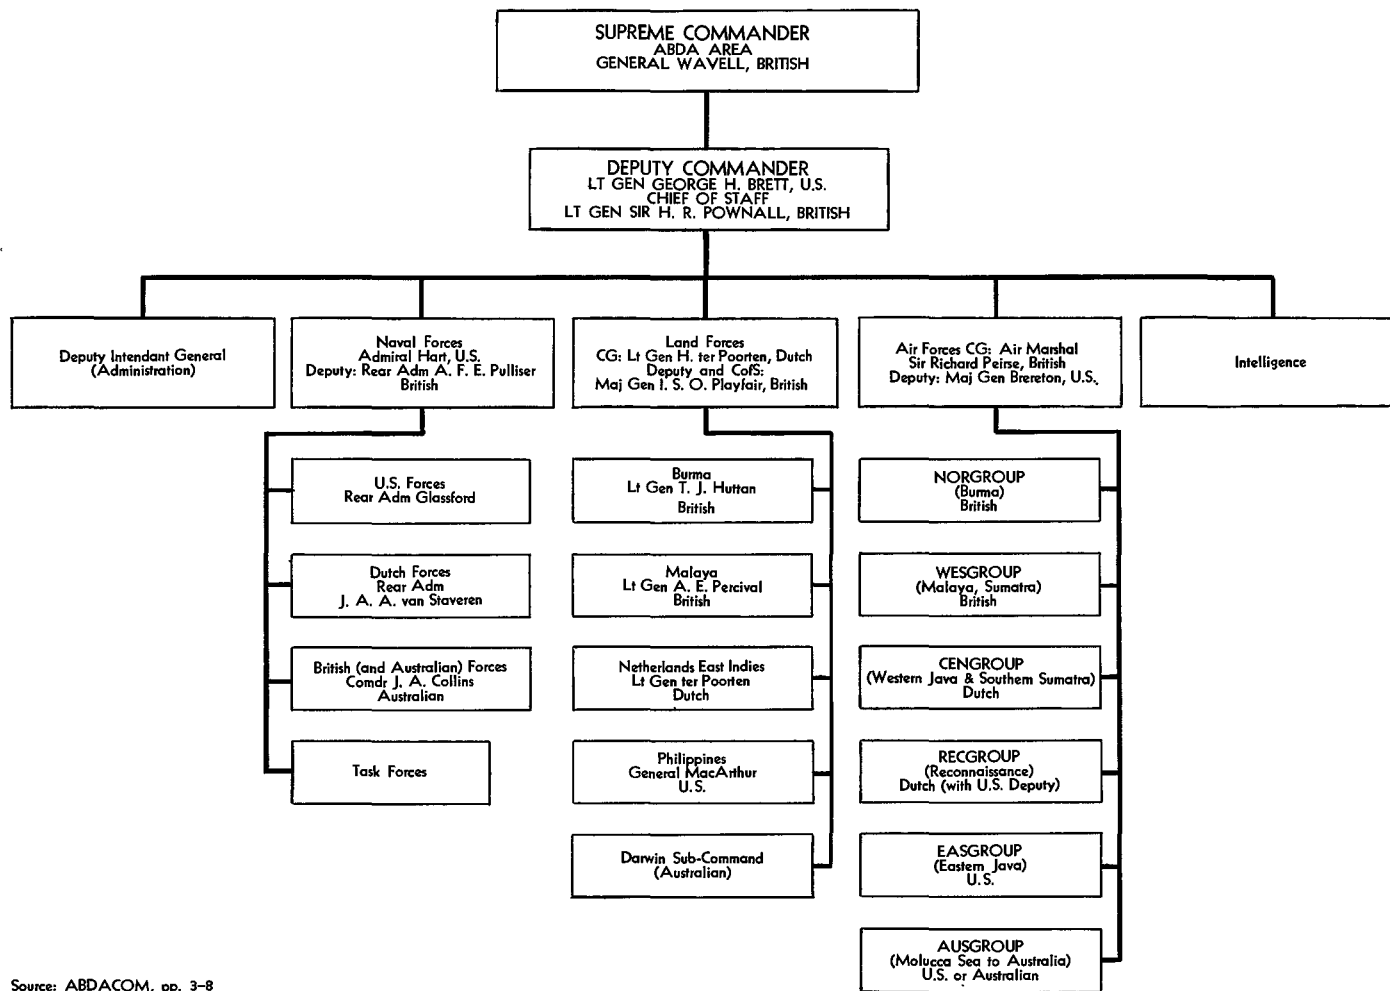 SUPREME COMMANDER
ABDA AREA
GENERAL WAVELL, BRITISH
DEPUTY COMMANDER
LT GEN GEORGE H. BRETT, U.S.
CHIEF OF STAFF
LT GEN SIR H. R. POWNALL, BRITISH
Deputy Intendant General
(Administration)
Naval Forces
Admiral Hart, U.S.
Deputy: Rear Adm A. F. E. Pulliser
British
Land Forces
CG: Lt Gen H. ter Poorten, Dutch
Deputy and CofS:
Maj Gen I. S. O. Playfair, British
Air Forces CG: Air Marshal
Sir Richard Peirse, British
Deputy: Maj Gen Brereton, U.S.
Intelligence
U.S. Forces
Rear Adm Glassford
Dutch Forces
Rear Adm
J. A. A. van Staveren
British (and Australian) Forces
Comdr J. A. Collins
Australian
Task Forces
Burma
Lt Gen T. J. Huttan
British
Malaya
Lt Gen A. E. Percival
British
Netherlands East Indies
Lt Gen ter Poorten
Dutch
Philippines
General MacArthur
U.S.
Darwin Sub-Command
(Australian)
NORGROUP
(Burma)
British
WESGROUP
(Malaya, Sumatra)
British
CENGROUP
(Western Java & Southern Sumatra)
Dutch
RECGROUP
(Reconnaissance)
Dutch (with U.S. Deputy)
EASGROUP
(Eastern Java)
U.S.
AUSGROUP
(Molucca Sea to Australia)
U.S. or Australian
Source: ABDACOM, pp. 3–8